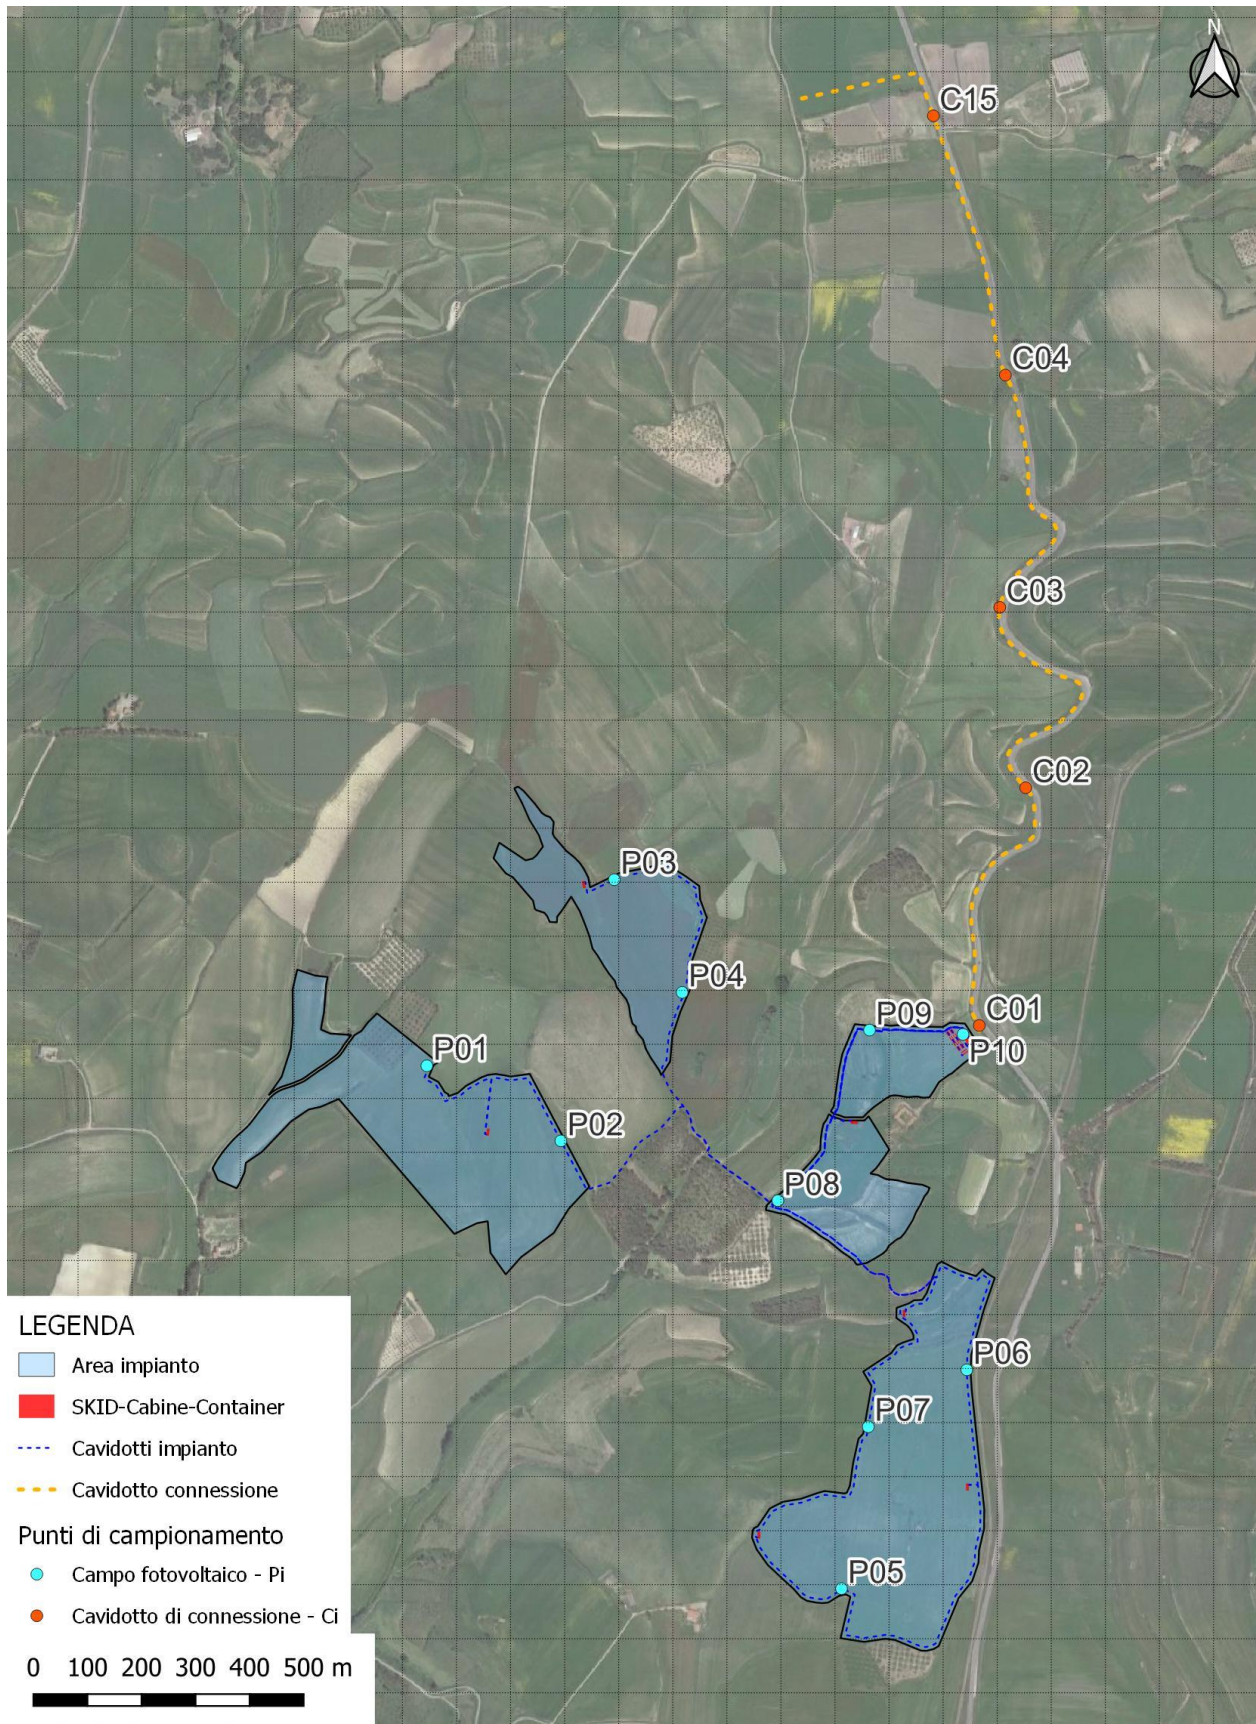 N
C15
C04
C03
C02
P03
P04
C01
P09
P10
P01
P02
P08
P06
P07
P05
LEGENDA
Area impianto
SKID-Cabine-Container
Cavidotti impianto
Cavidotto connessione
Punti di campionamento
Campo fotovoltaico - Pi
Cavidotto di connessione - Ci
0 100 200 300 400 500 m